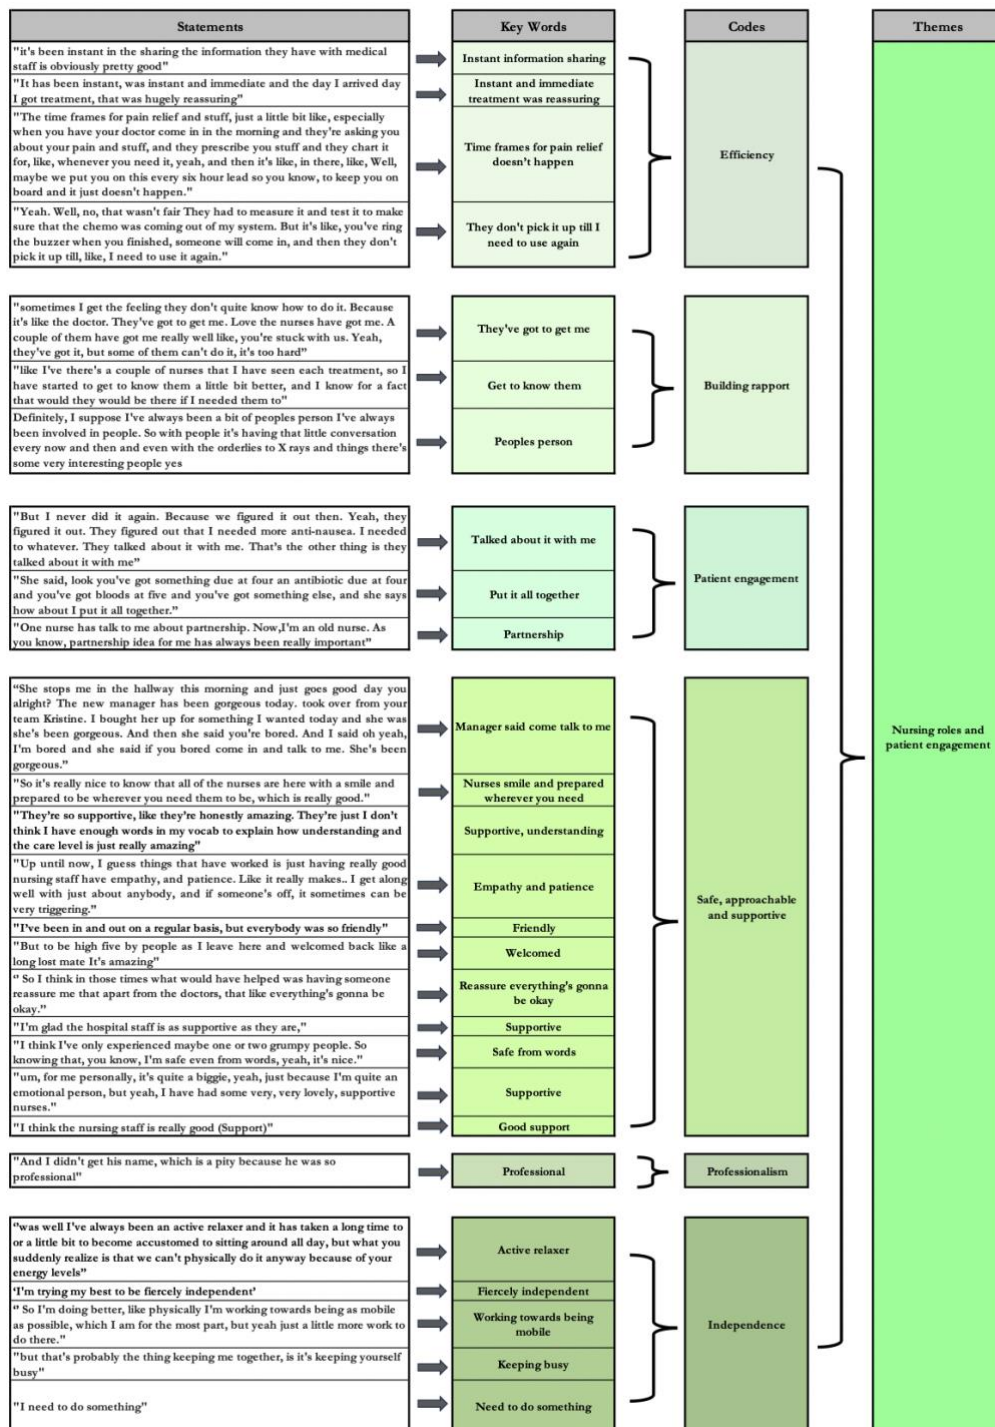 Statements
Key Words
Codes
Themes
"it's been instant in the sharing the information they have with medical
staff is obviously pretty good"
Instant information sharing
"It has been instant, was instant and immediate and the day I arrived day
I got treatment, that was hugely reassuring"
Instant and immediate
treatment was reassuring
"The time frames for pain relief and stuff, just a little bit like, especially
when you have your doctor come in in the morning and they're asking you
about your pain and stuff, and they prescribe you stuff and they chart it
for, like, whenever you need it, yeah, and then it's like, in there, like, Well,
maybe we put you on this every six hour lead so you know, to keep you on
board and it just doesn't happen."
Time frames for pain relief
doesn't happen
"Yeah. Well, no, that wasn't fair They had to measure it and test it to make
sure that the chemo was coming out of my system. But it's like, you've ring
the buzzer when you finished, someone will come in, and then they don't
pick it up till, like, I need to use it again."
They don't pick it up till I
need to use again
Efficiency
"sometimes I get the feeling they don't quite know how to do it. Because
it's like the doctor. They've got to get me. Love the nurses have got me. A
couple of them have got me really well like, you're stuck with us. Yeah,
they've got it, but some of them can't do it, it's too hard”
They've got to get me
"like I've there's a couple of nurses that I have seen each treatment, so I
have started to get to know them a little bit better, and I know for a fact
that would they would be there if I needed them to"
Get to know them
Definitely, I suppose I've always been a bit of peoples person I've always
been involved in people. So with people it's having that little conversation
every now and then and even with the orderlies to X rays and things there's
some very interesting people yes
Peoples person
Building rapport
"But I never did it again. Because we figured it out then. Yeah, they
figured it out. They figured out that I needed more anti-nausea. I needed
to whatever. They talked about it with me. That's the other thing is they
talked about it with me”
Talked about it with me
"She said, look you've got something due at four an antibiotic due at four
and you've got bloods at five and you've got something else, and she says
how about I put it all together."
Put it all together
"One nurse has talk to me about partnership. Now,I'm an old nurse. As
you know, partnership idea for me has always been really important”
Partnership
Patient engagement
“She stops me in the hallway this morning and just goes good day you
alright? The new manager has been gorgeous today. took over from your
team Kristine. I bought her up for something I wanted today and she was
she's been gorgeous. And then she said you're bored. And I said oh yeah,
I'm bored and she said if you bored come in and talk to me. She's been
gorgeous.”
Manager said come talk to me
"So it's really nice to know that all of the nurses are here with a smile and
prepared to be wherever you need them to be, which is really good."
Nurses smile and prepared
wherever you need
"They're so supportive, like they're honestly amazing. They're just I don't
think I have enough words in my vocab to explain how understanding and
the care level is just really amazing"
Supportive, understanding
"Up until now, I guess things that have worked is just having really good
nursing staff have empathy, and patience. Like it really makes.. I get along
well with just about anybody, and if someone's off, it sometimes can be
very triggering."
Empathy and patience
"I've been in and out on a regular basis, but everybody was so friendly”
Friendly
"But to be high five by people as I leave here and welcomed back like a
long lost mate It's amazing”
Welcomed
“ So I think in those times what would have helped was having someone
reassure me that apart from the doctors, that like everything's gonna be
okay."
Reassure everything's gonna
be okay
"I'm glad the hospital staff is as supportive as they are,"
Supportive
"I think I've only experienced maybe one or two grumpy people. So
knowing that, you know, I'm safe even from words, yeah, it's nice."
Safe from words
"um, for me personally, it's quite a biggie, yeah, just because I'm quite an
emotional person, but yeah, I have had some very, very lovely, supportive
nurses."
Supportive
"I think the nursing staff is really good (Support)"
Good support
Safe, approachable
and supportive
"And I didn't get his name, which is a pity because he was so
professional”
Professional
Professionalism
“was well I've always been an active relaxer and it has taken a long time to
or a little bit to become accustomed to sitting around all day, but what you
suddenly realize is that we can't physically do it anyway because of your
energy levels”
Active relaxer
‘I'm trying my best to be fiercely independent’
Fiercely independent
“ So I'm doing better, like physically I'm working towards being as mobile
as possible, which I am for the most part, but yeah just a little more work to
do there."
Working towards being
mobile
"but that's probably the thing keeping me together, is it's keeping yourself
busy"
Keeping busy
"I need to do something"
Need to do something
Independence
Nursing roles and
patient engagement